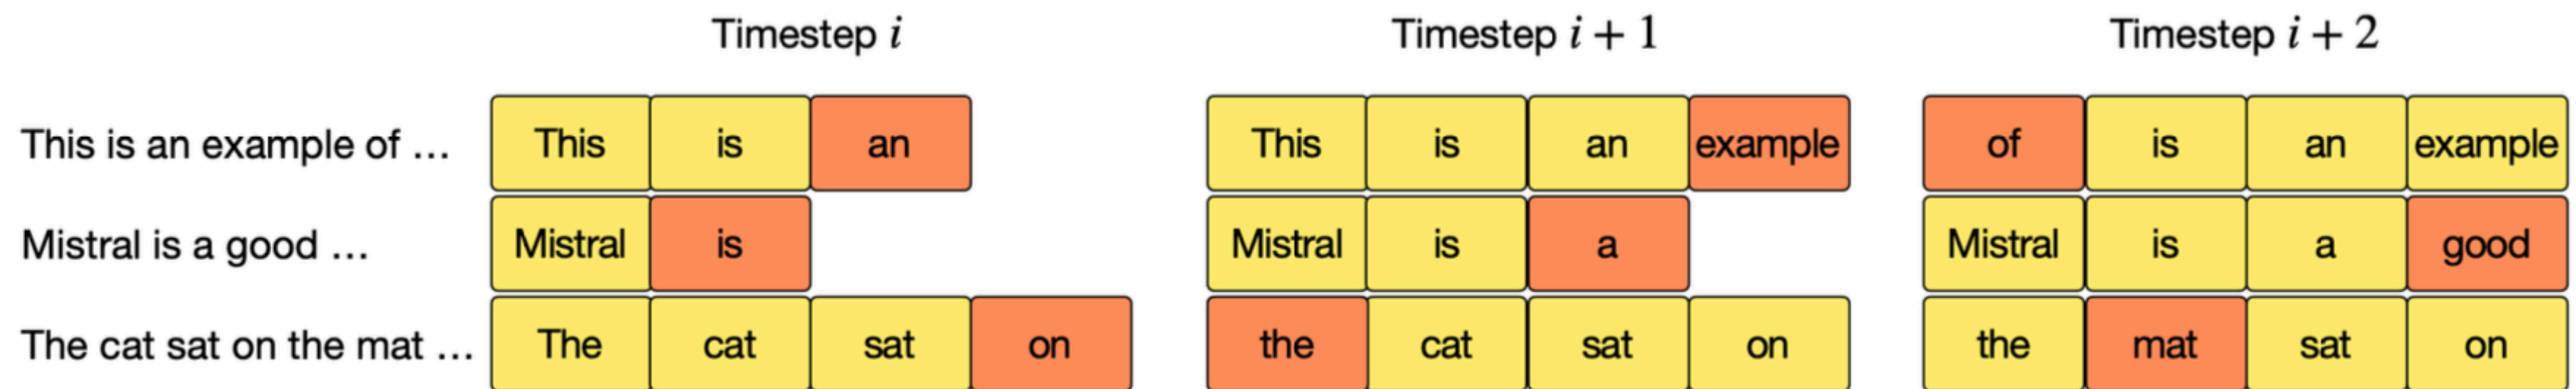 Timestep i Timestep i + 1 Timestep i + 2
This is an example of … This is an This is an example of is an example
Mistral is a good … Mistral is Mistral is a Mistral is a good
The cat sat on the mat … The cat sat on the cat sat on the mat sat on